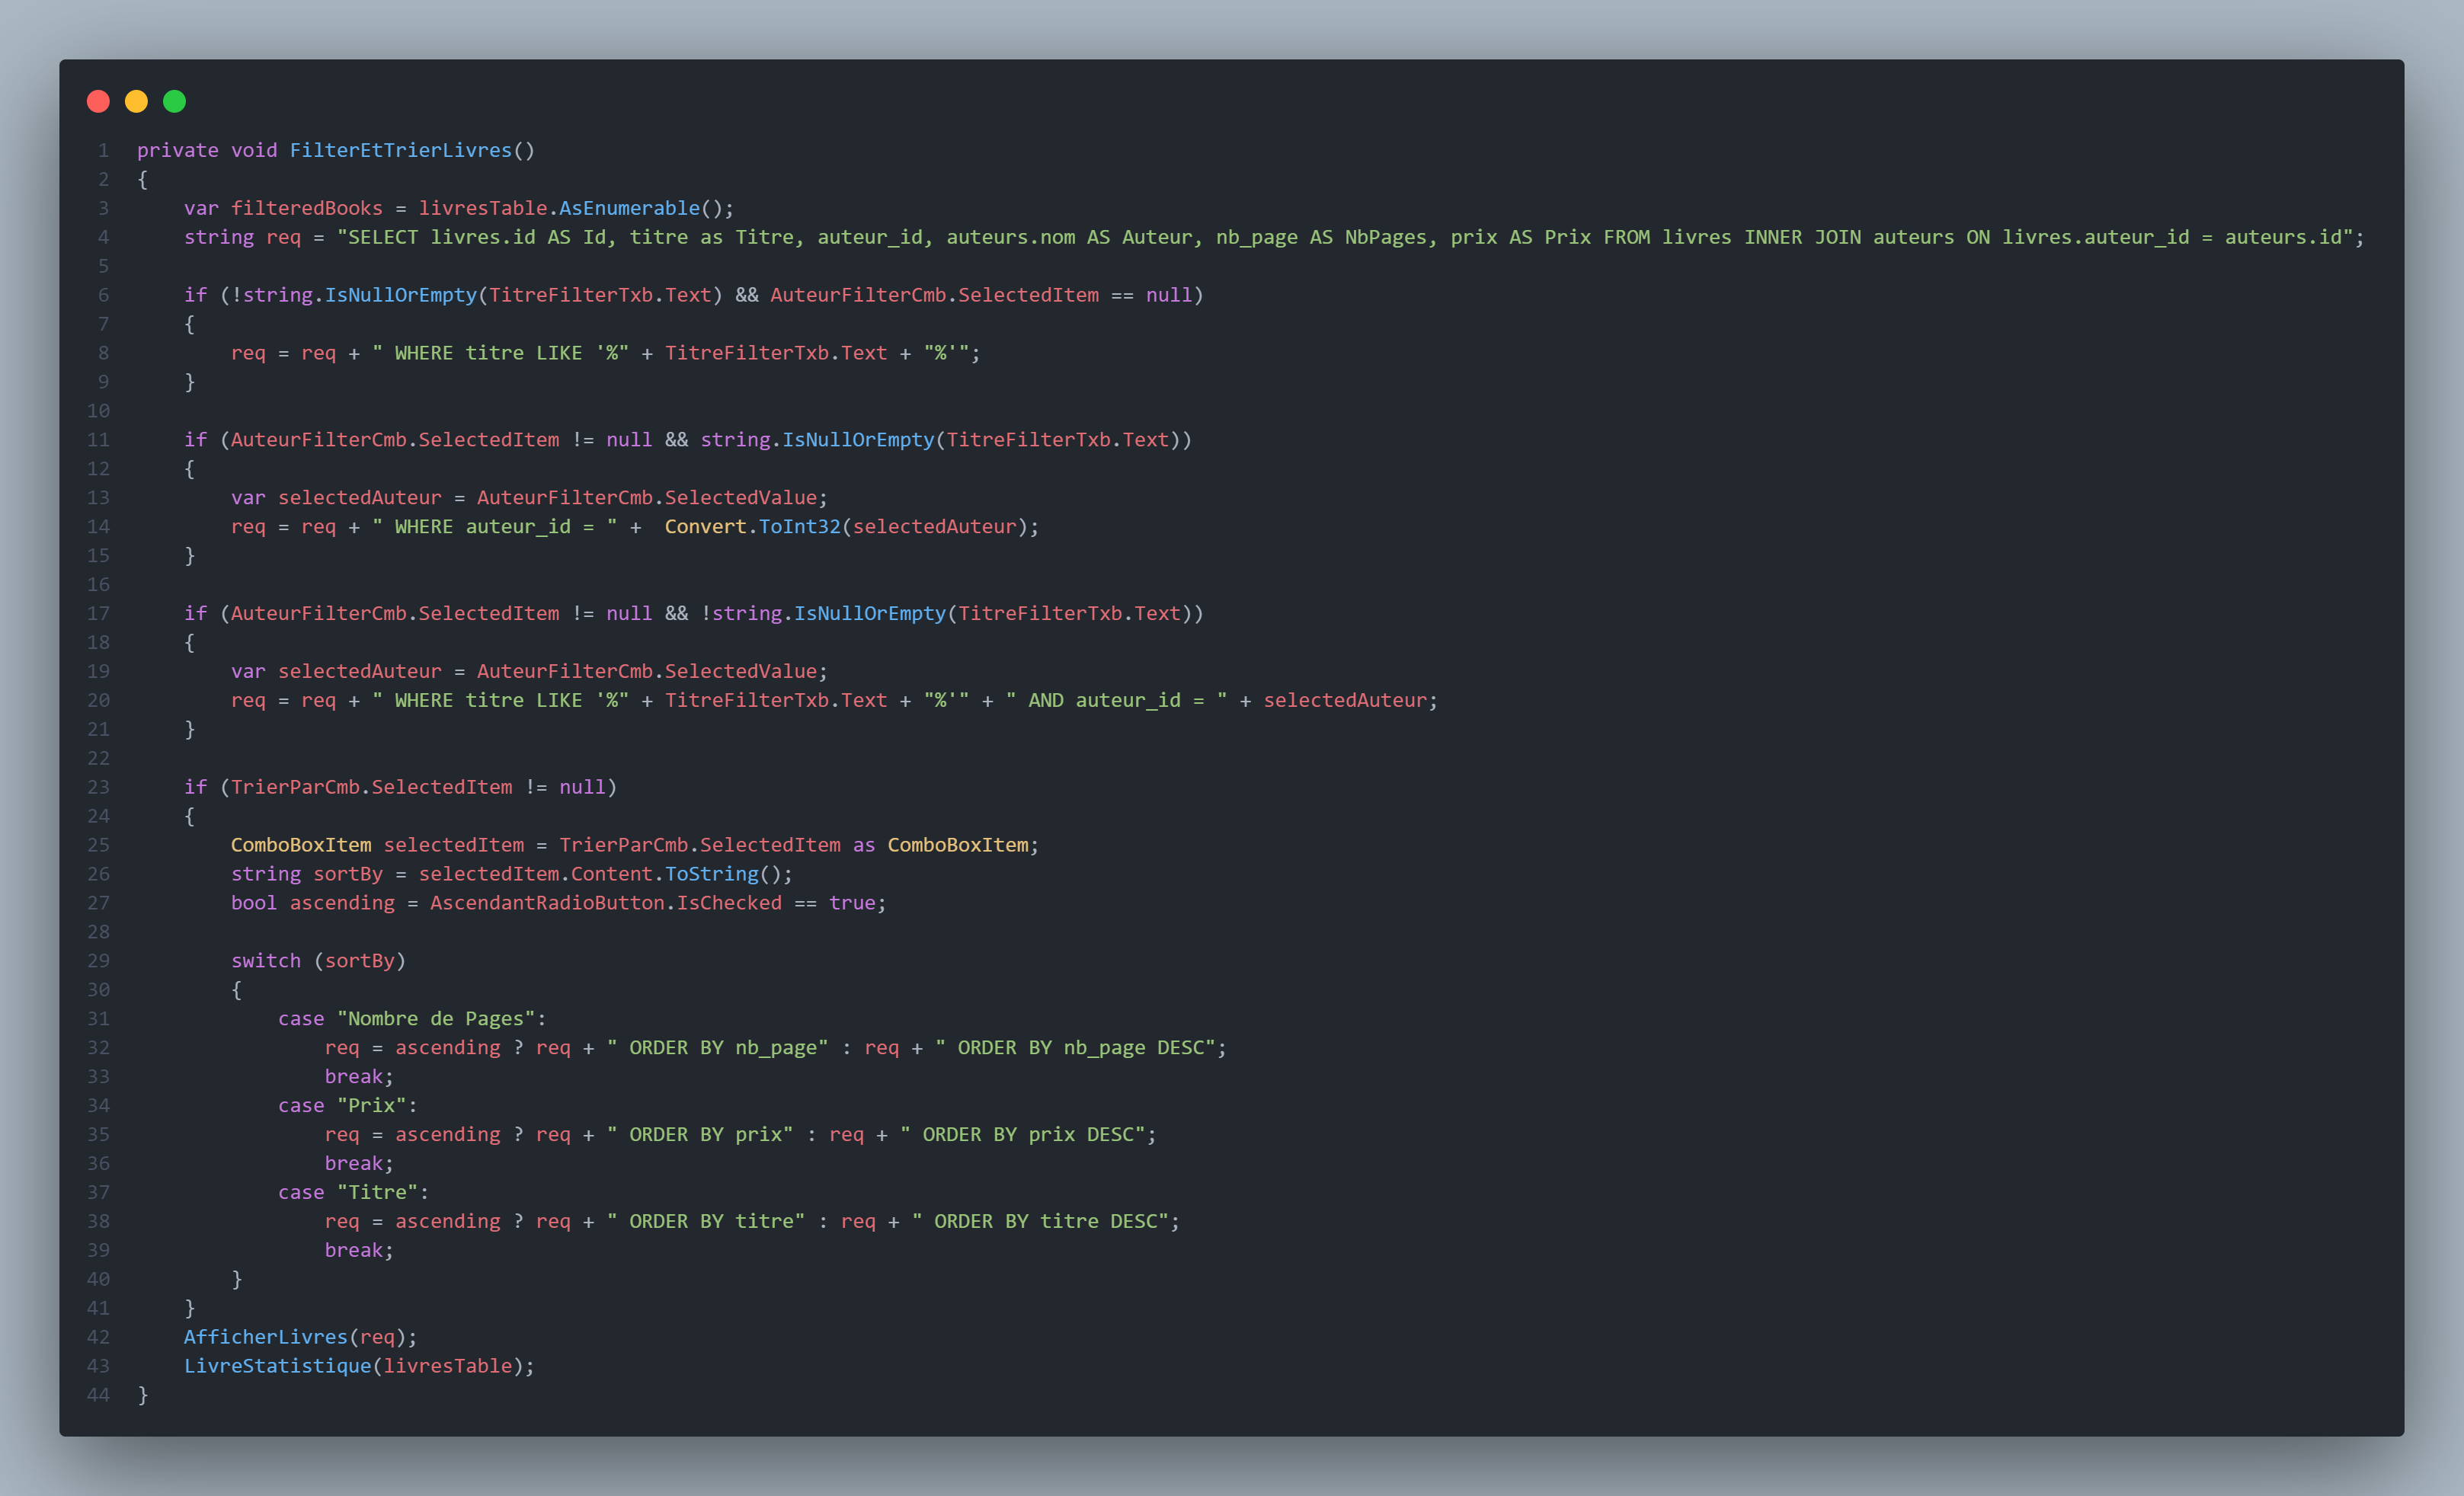 1 private void FilterEtTrierLivres()
2 {
3     var filteredBooks = livresTable.AsEnumerable();
4     string req = "SELECT livres.id AS Id, titre as Titre, auteur_id, auteurs.nom AS Auteur, nb_page AS NbPages, prix AS Prix FROM livres INNER JOIN auteurs ON livres.auteur_id = auteurs.id";
5
6     if (!string.IsNullOrEmpty(TitreFilterTxb.Text) && AuteurFilterCmb.SelectedItem == null)
7     {
8         req = req + " WHERE titre LIKE '%" + TitreFilterTxb.Text + "%'";
9     }
10
11     if (AuteurFilterCmb.SelectedItem != null && string.IsNullOrEmpty(TitreFilterTxb.Text))
12     {
13         var selectedAuteur = AuteurFilterCmb.SelectedValue;
14         req = req + " WHERE auteur_id = " +  Convert.ToInt32(selectedAuteur);
15     }
16
17     if (AuteurFilterCmb.SelectedItem != null && !string.IsNullOrEmpty(TitreFilterTxb.Text))
18     {
19         var selectedAuteur = AuteurFilterCmb.SelectedValue;
20         req = req + " WHERE titre LIKE '%" + TitreFilterTxb.Text + "%'" + " AND auteur_id = " + selectedAuteur;
21     }
22
23     if (TrierParCmb.SelectedItem != null)
24     {
25         ComboBoxItem selectedItem = TrierParCmb.SelectedItem as ComboBoxItem;
26         string sortBy = selectedItem.Content.ToString();
27         bool ascending = AscendantRadioButton.IsChecked == true;
28
29         switch (sortBy)
30         {
31             case "Nombre de Pages":
32                 req = ascending ? req + " ORDER BY nb_page" : req + " ORDER BY nb_page DESC";
33                 break;
34             case "Prix":
35                 req = ascending ? req + " ORDER BY prix" : req + " ORDER BY prix DESC";
36                 break;
37             case "Titre":
38                 req = ascending ? req + " ORDER BY titre" : req + " ORDER BY titre DESC";
39                 break;
40         }
41     }
42     AfficherLivres(req);
43     LivreStatistique(livresTable);
44 }